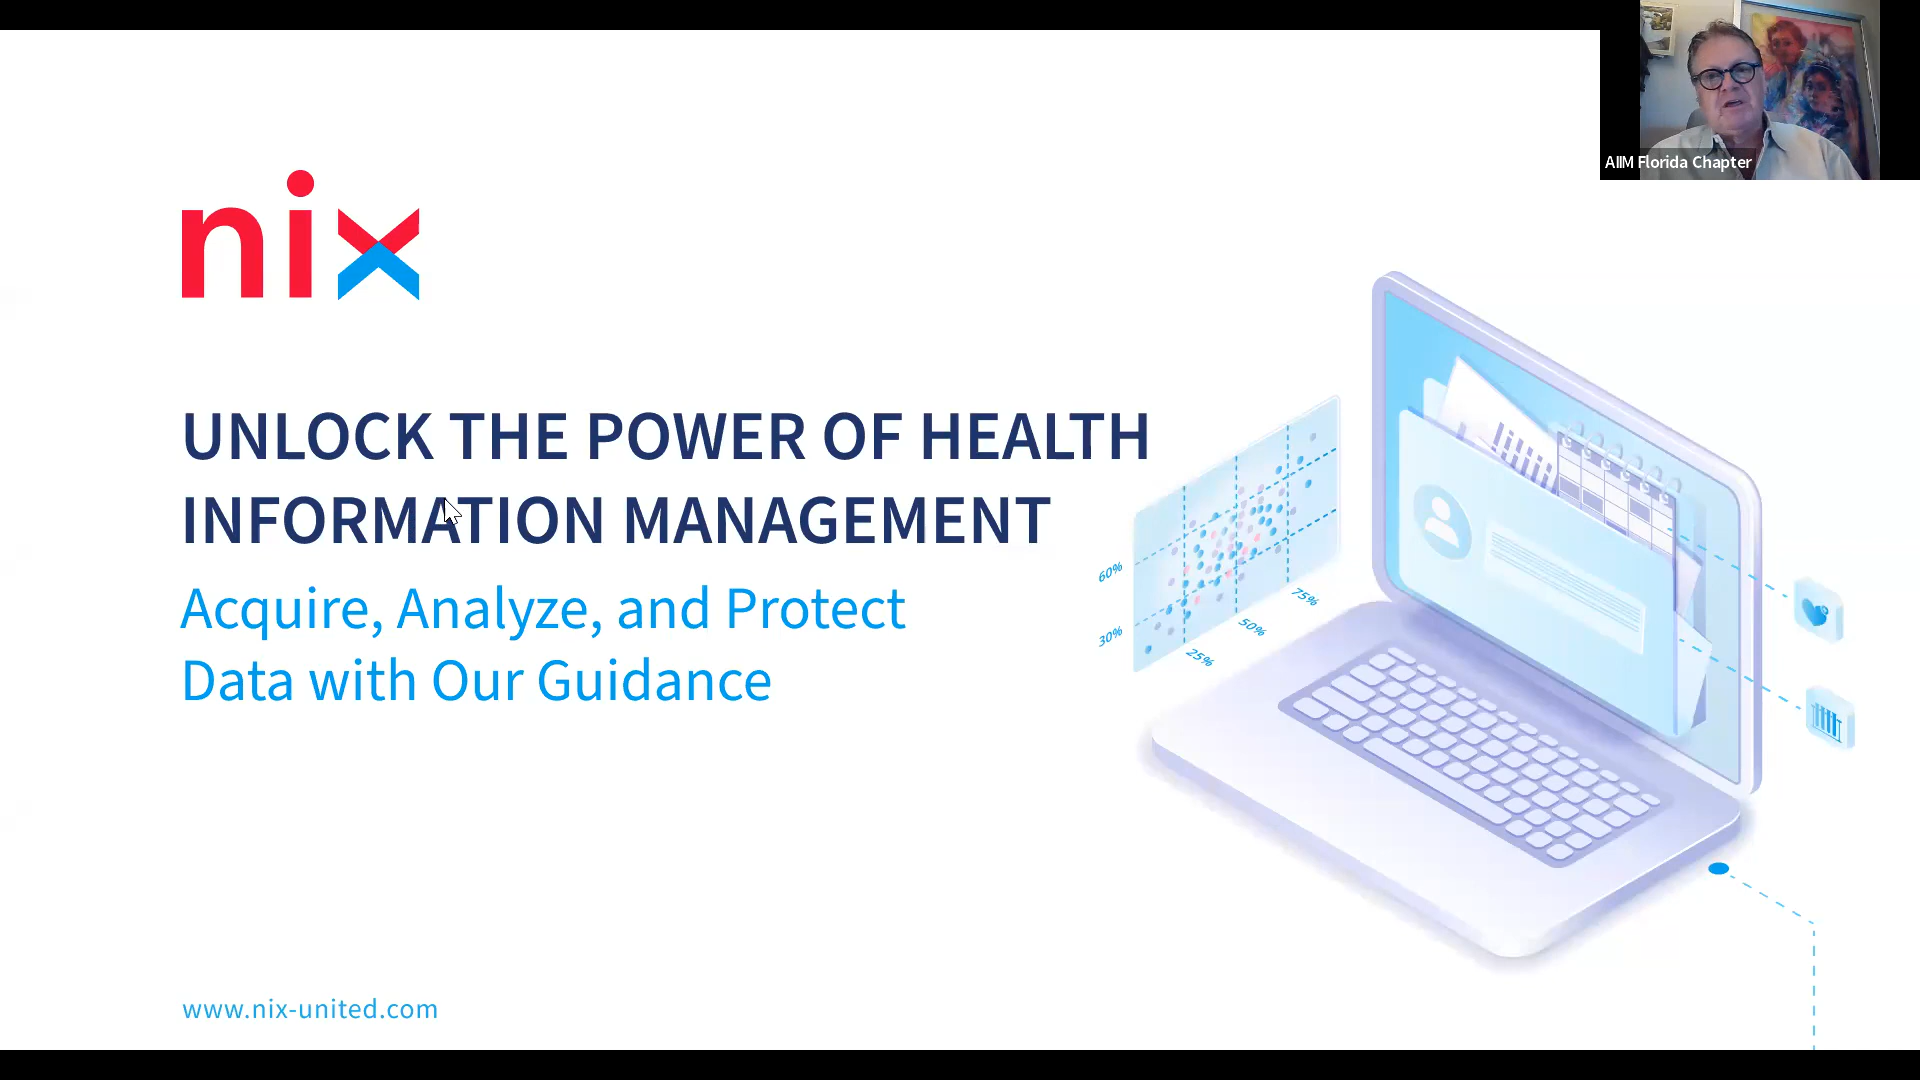 AIIM Florida Chapter
nix
UNLOCK THE POWER OF HEALTH
INFORMATION MANAGEMENT
Acquire, Analyze, and Protect
Data with Our Guidance
60%
30%
75%
50%
25%
www.nix-united.com